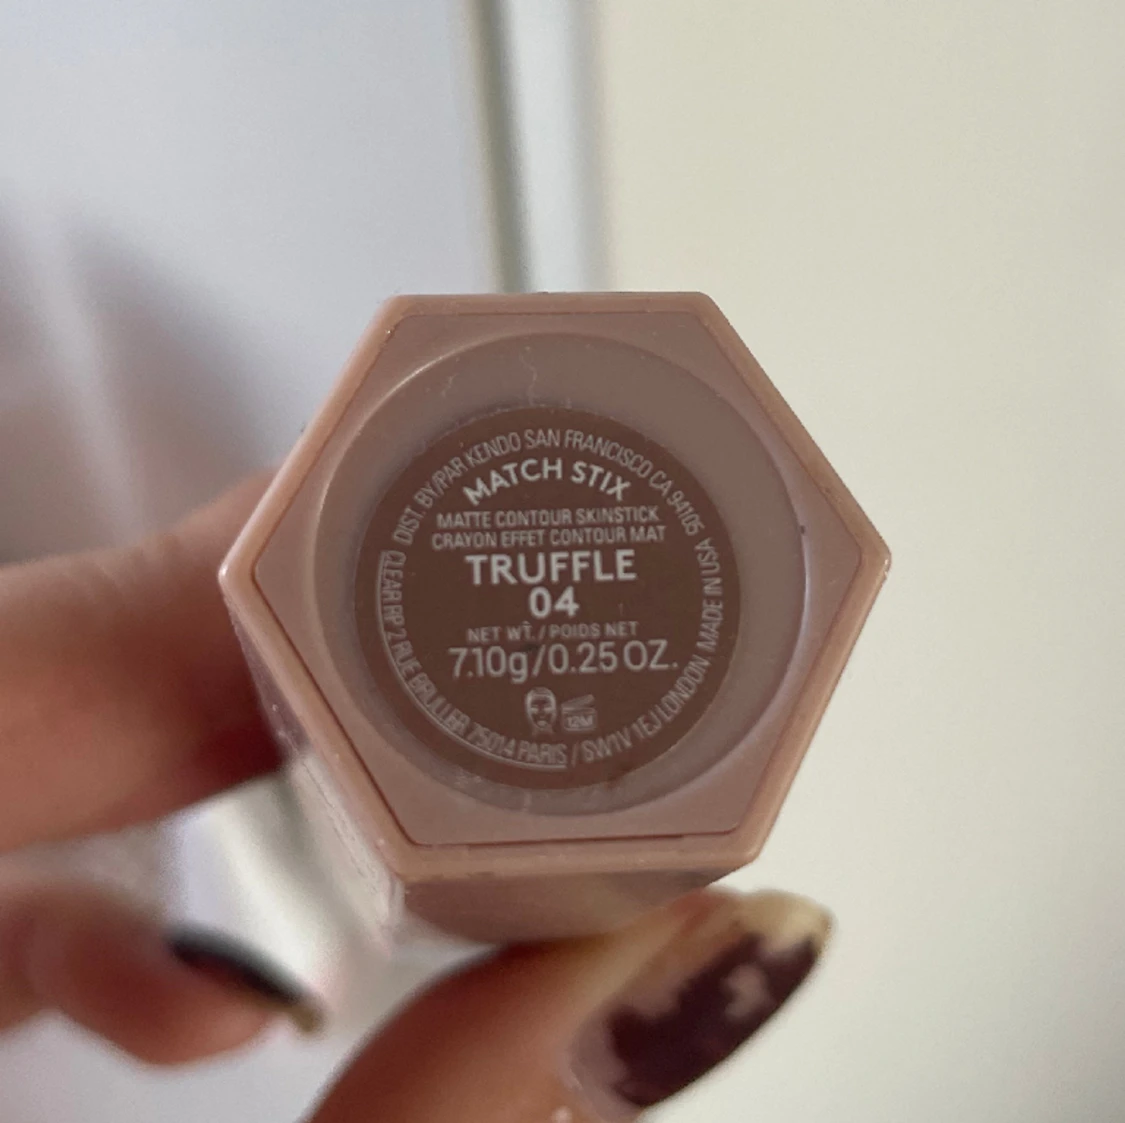 DIST. BY/PAR KENDO SAN FRANCISCO CA 94105 USA MADE IN
MATCH STIX
MATTE CONTOUR SKINSTICK
CRAYON EFFET CONTOUR MAT
TRUFFLE
04
NET WT. / POIDS NET
7.10g/0.25 OZ.
12M
CLEAR RP 2 RUE BRULLER 75014 PARIS / SW1V 1EJ LONDON